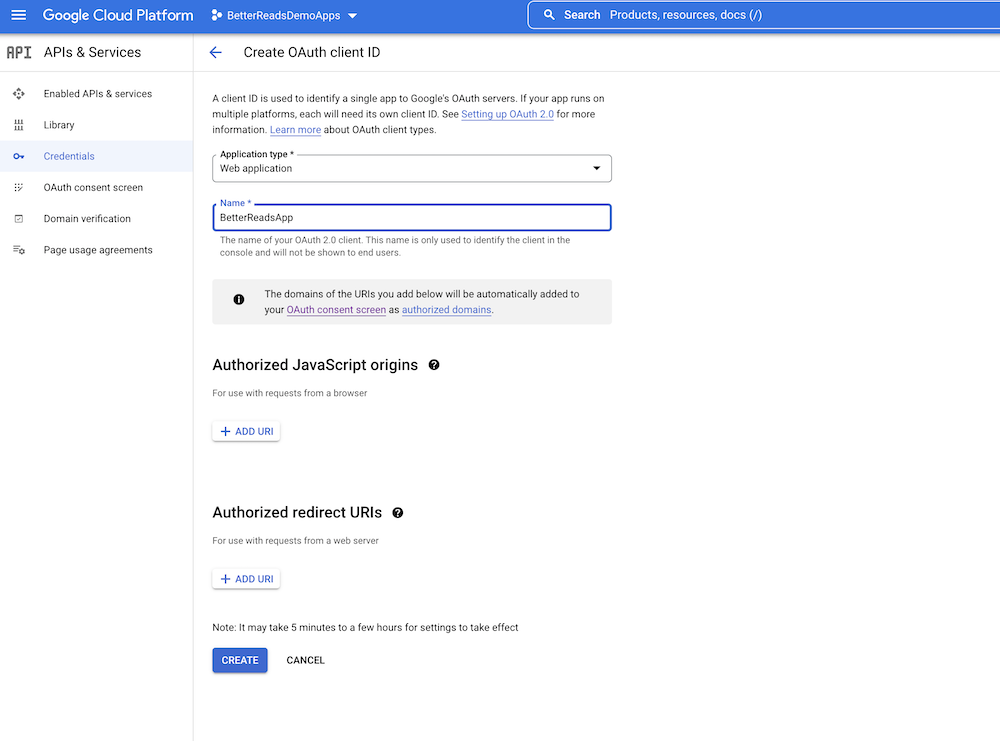 Google Cloud Platform
BetterReadsDemoApps
Search Products, resources, docs (/)
API APIs & Services
Create OAuth client ID
Enabled APIs & services
Library
Credentials
OAuth consent screen
Domain verification
Page usage agreements
A client ID is used to identify a single app to Google's OAuth servers. If your app runs on
multiple platforms, each will need its own client ID. See Setting up OAuth 2.0 for more
information. Learn more about OAuth client types.
Application type *
Web application
Name *
BetterReadsApp
The name of your OAuth 2.0 client. This name is only used to identify the client in the
console and will not be shown to end users.
The domains of the URIs you add below will be automatically added to
your OAuth consent screen as authorized domains.
Authorized JavaScript origins
For use with requests from a browser
+ ADD URI
Authorized redirect URIs
For use with requests from a web server
+ ADD URI
Note: It may take 5 minutes to a few hours for settings to take effect
CREATE
CANCEL